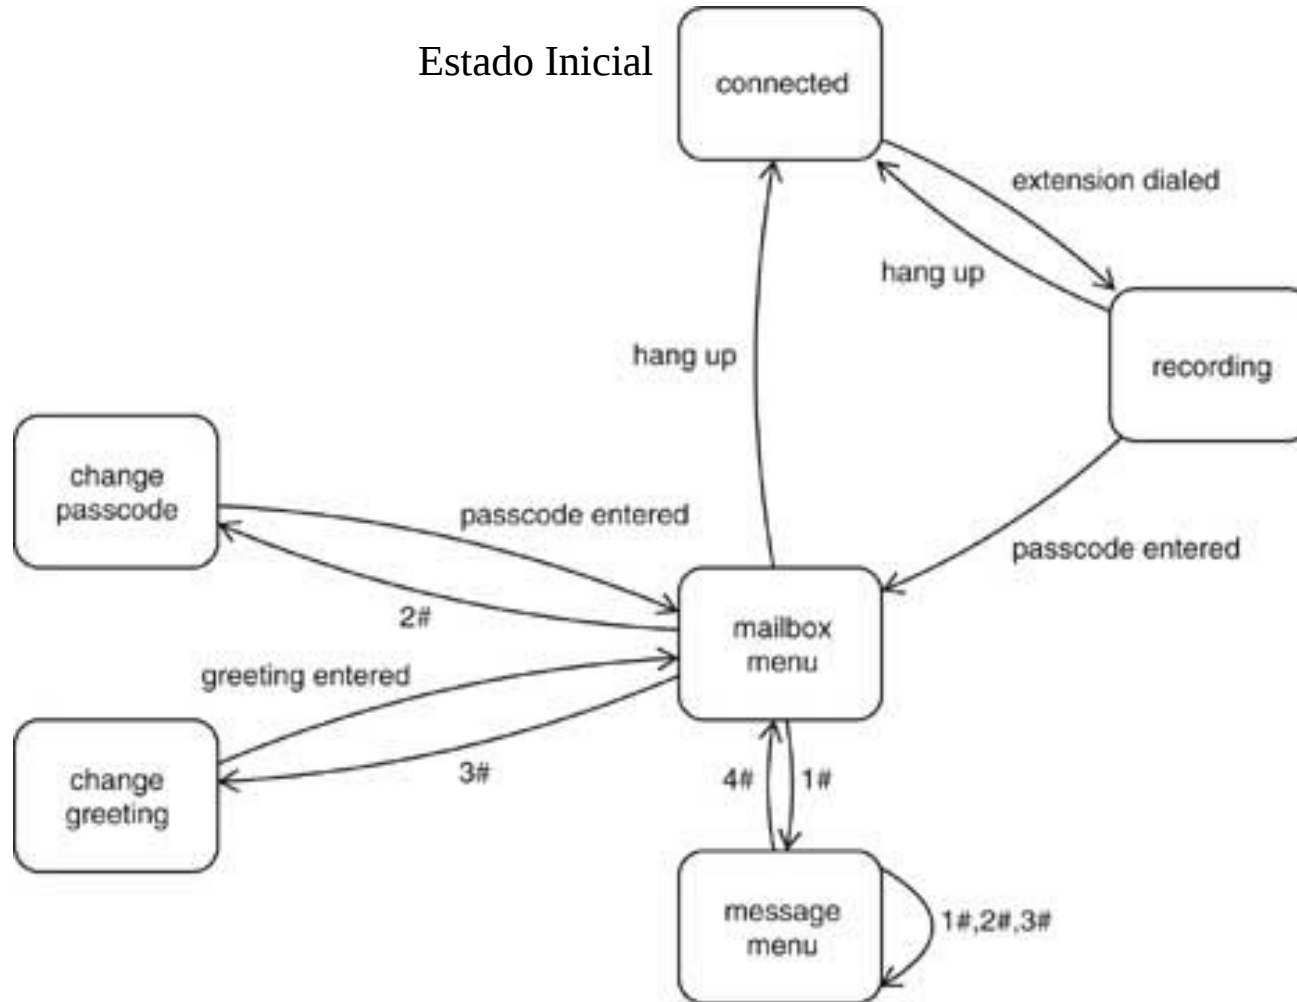 Estado Inicial
connected
extension dialed
hang up
hang up
recording
change
passcode
passcode entered
passcode entered
2#
mailbox
menu
greeting entered
change
greeting
3#
4#
1#
message
menu
1#,2#,3#